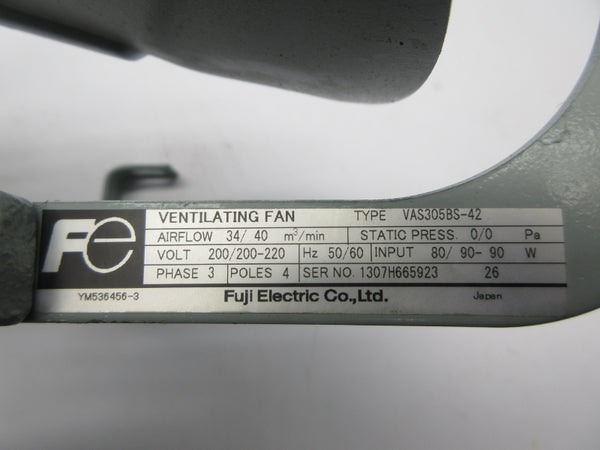 Fe
VENTILATING FAN TYPE VAS305BS-42
AIRFLOW 34/ 40 m³/min STATIC PRESS. 0/0 Pa
VOLT 200/200-220 Hz 50/60 INPUT 80/ 90- 90 W
PHASE 3 POLES 4 SER NO. 1307H665923 26
YM536456-3 Fuji Electric Co.,Ltd. Japan